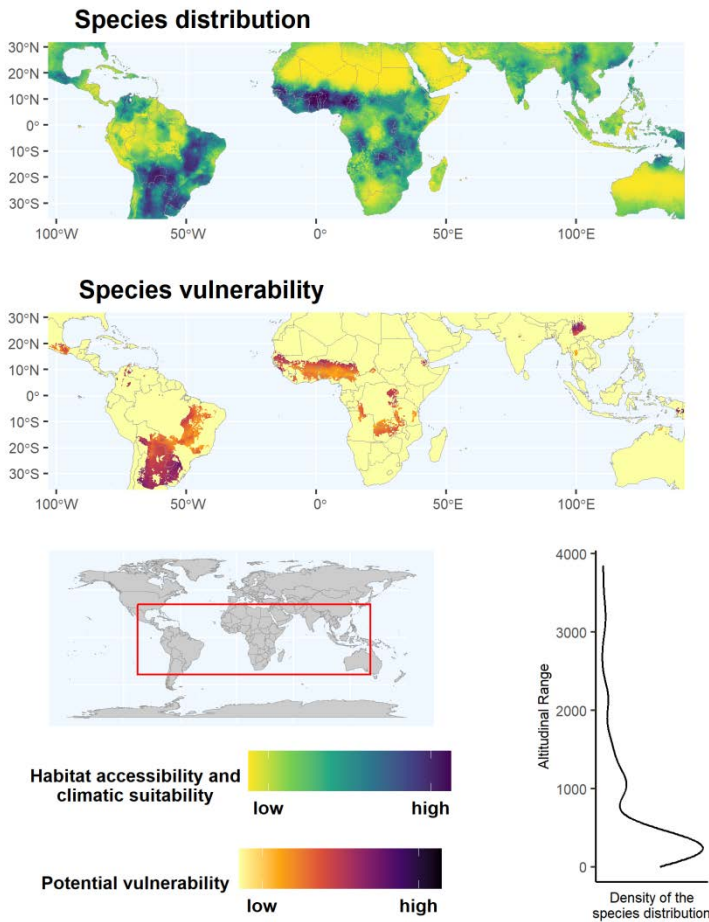 Species distribution
30°N
20°N
10°N
0°
10°S
20°S
30°S
100°W 50°W 0° 50°E 100°E
Species vulnerability
30°N
20°N
10°N
0°
10°S
20°S
30°S
100°W 50°W 0° 50°E 100°E
Habitat accessibility and
climatic suitability
low high
Potential vulnerability
low high
Altitudinal Range
4000
3000
2000
1000
0
Density of the
species distribution